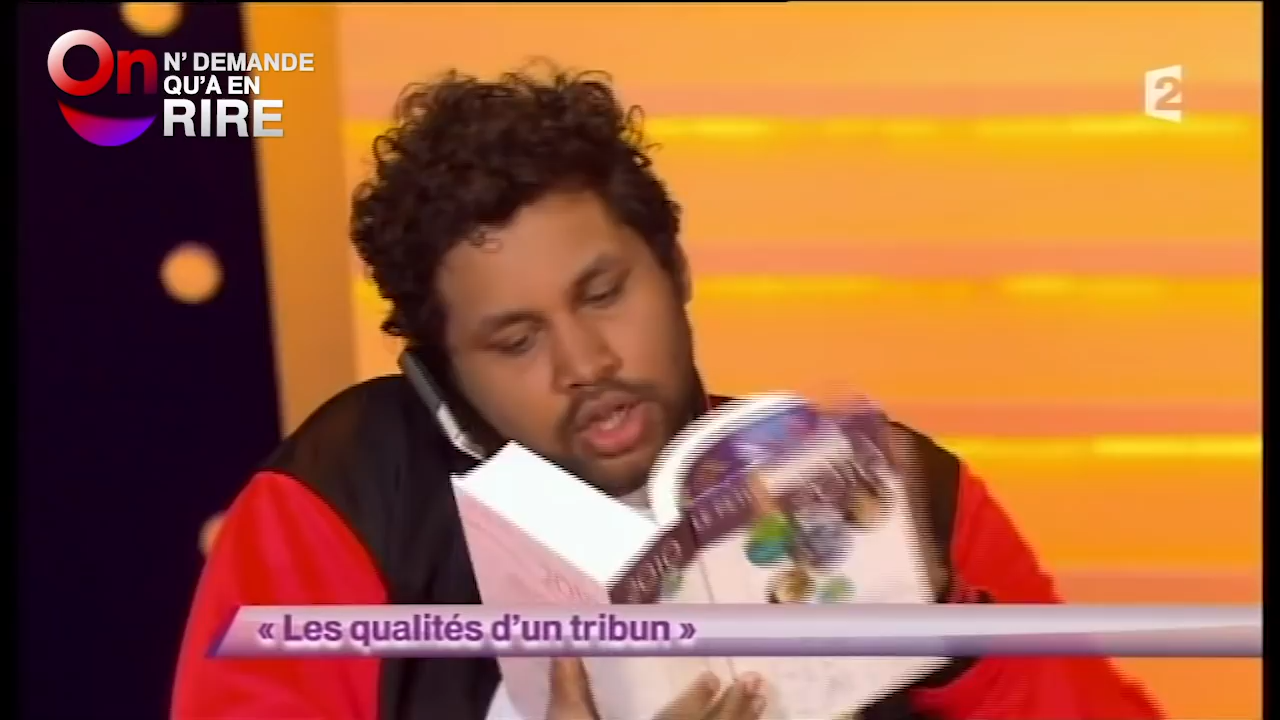 On
N' DEMANDE
QU'À EN
RIRE
2
« Les qualités d'un tribun »